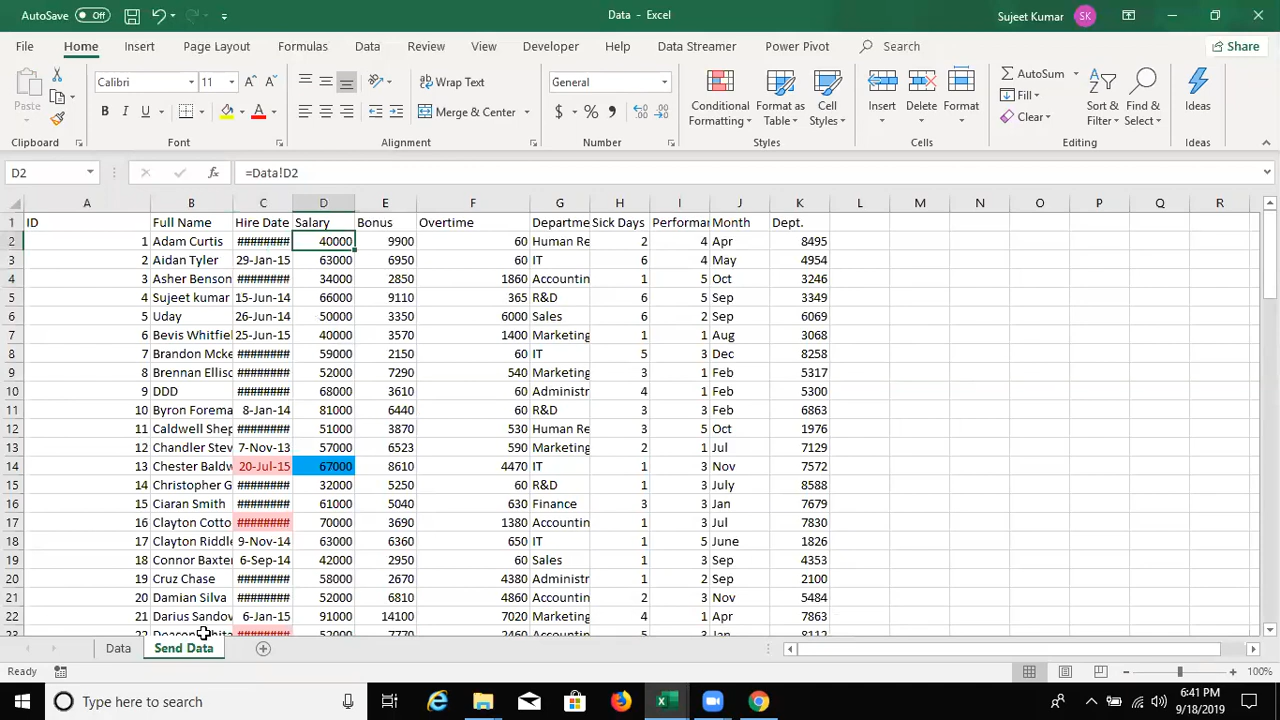 AutoSave Off Data - Excel Sujeet Kumar SK
File Home Insert Page Layout Formulas Data Review View Developer Help Data Streamer Power Pivot Search Share
Paste Calibri 11 Wrap Text General Conditional Formatting Format as Table Cell Styles Insert Delete Format AutoSum Fill Clear Sort & Filter Find & Select Ideas
B I U Merge & Center $ % ,
Clipboard Font Alignment Number Styles Cells Editing Ideas
D2 fx =Data!D2
A B C D E F G H I J K L M N O P Q R
1 ID Full Name Hire Date Salary Bonus Overtime Departme Sick Days Performar Month Dept.
2 1 Adam Curtis ######## 40000 9900 60 Human Re 2 4 Apr 8495
3 2 Aidan Tyler 29-Jan-15 63000 6950 60 IT 6 4 May 4954
4 3 Asher Benson ######## 34000 2850 1860 Accountin 1 5 Oct 3246
5 4 Sujeet kumar 15-Jun-14 66000 9110 365 R&D 6 5 Sep 3349
6 5 Uday 26-Jun-14 50000 3350 6000 Sales 6 2 Sep 6069
7 6 Bevis Whitfie 25-Jun-15 40000 3570 1400 Marketing 1 1 Aug 3068
8 7 Brandon Mcke ######## 59000 2150 60 IT 5 3 Dec 8258
9 8 Brennan Ellisc ######## 52000 7290 540 Marketing 3 1 Feb 5317
10 9 DDD ######## 68000 3610 60 Administr 4 1 Feb 5300
11 10 Byron Forema 8-Jan-14 81000 6440 60 R&D 3 3 Feb 6863
12 11 Caldwell Shep ######## 51000 3870 530 Human Re 3 5 Oct 1976
13 12 Chandler Stev 7-Nov-13 57000 6523 590 Marketing 2 1 Jul 7129
14 13 Chester Baldw 20-Jul-15 67000 8610 4470 IT 1 3 Nov 7572
15 14 Christopher G ######## 32000 5250 60 R&D 1 3 July 8588
16 15 Ciaran Smith ######## 61000 5040 630 Finance 3 3 Jan 7679
17 16 Clayton Cotto ######## 70000 3690 1380 Accountin 1 3 Jul 7830
18 17 Clayton Riddle 9-Nov-14 63000 6360 650 IT 1 5 June 1826
19 18 Connor Baxter 6-Sep-14 42000 2950 60 Sales 1 3 Sep 4353
20 19 Cruz Chase ######## 58000 2670 4380 Administr 1 2 Sep 2100
21 20 Damian Silva ######## 52000 6810 4860 Accountin 2 3 Nov 5484
22 21 Darius Sandov 6-Jan-15 91000 14100 7020 Marketing 4 1 Apr 7863
Data Send Data
Ready 100%
Type here to search 6:41 PM
9/18/2019